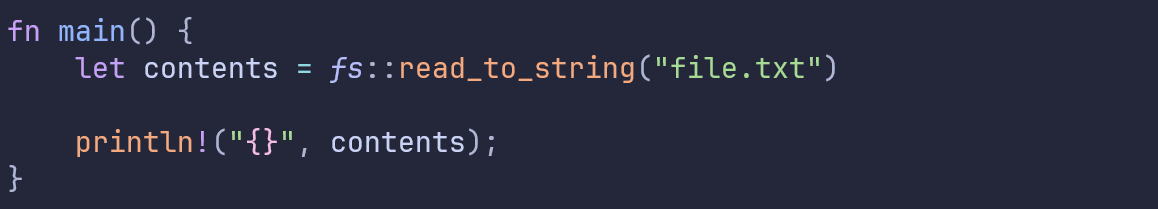 fn main() {
    let contents = fs::read_to_string("file.txt")

    println!("{}", contents);
}